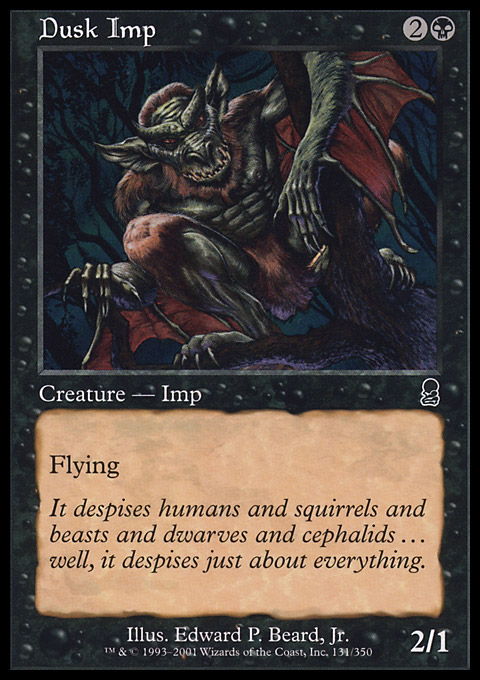 Dusk Imp 2
Creature — Imp
Flying
It despises humans and squirrels and
beasts and dwarves and cephalids . . .
well, it despises just about everything.
Illus. Edward P. Beard, Jr.
™ & © 1993–2001 Wizards of the Coast, Inc. 131/350
2/1